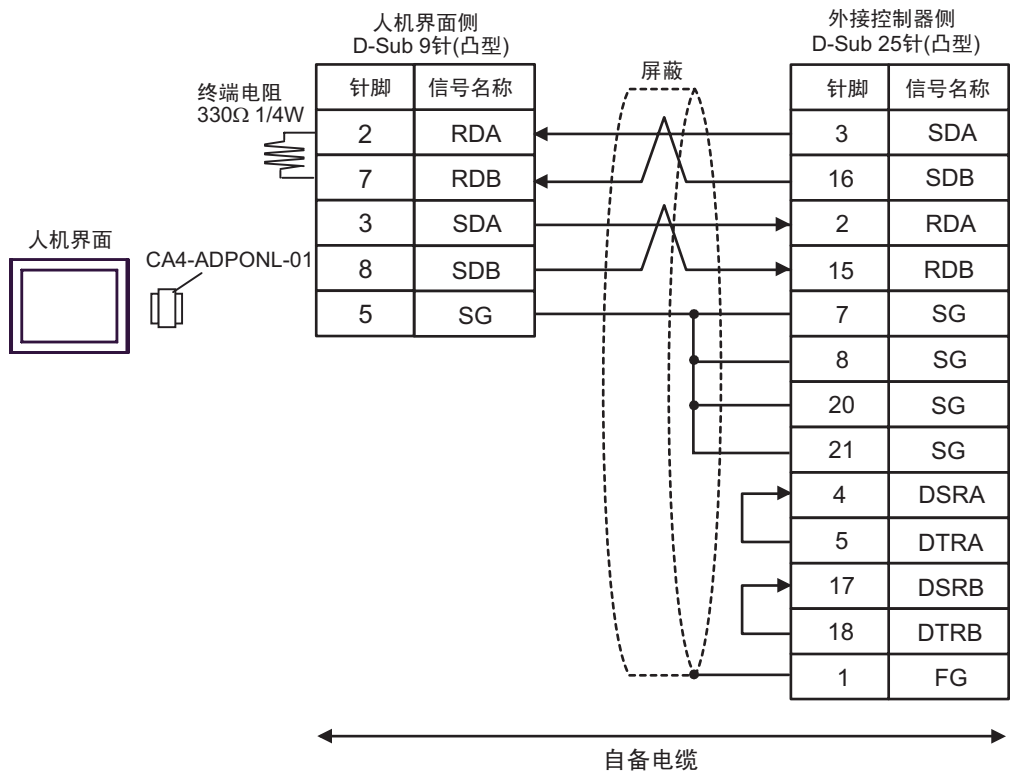 人机界面侧
D-Sub 9针(凸型)
外接控制器侧
D-Sub 25针(凸型)
屏蔽
终端电阻
330Ω 1/4W
针脚 信号名称
2 RDA
7 RDB
3 SDA
8 SDB
5 SG
人机界面
CA4-ADPONL-01
针脚 信号名称
3 SDA
16 SDB
2 RDA
15 RDB
7 SG
8 SG
20 SG
21 SG
4 DSRA
5 DTRA
17 DSRB
18 DTRB
1 FG
自备电缆